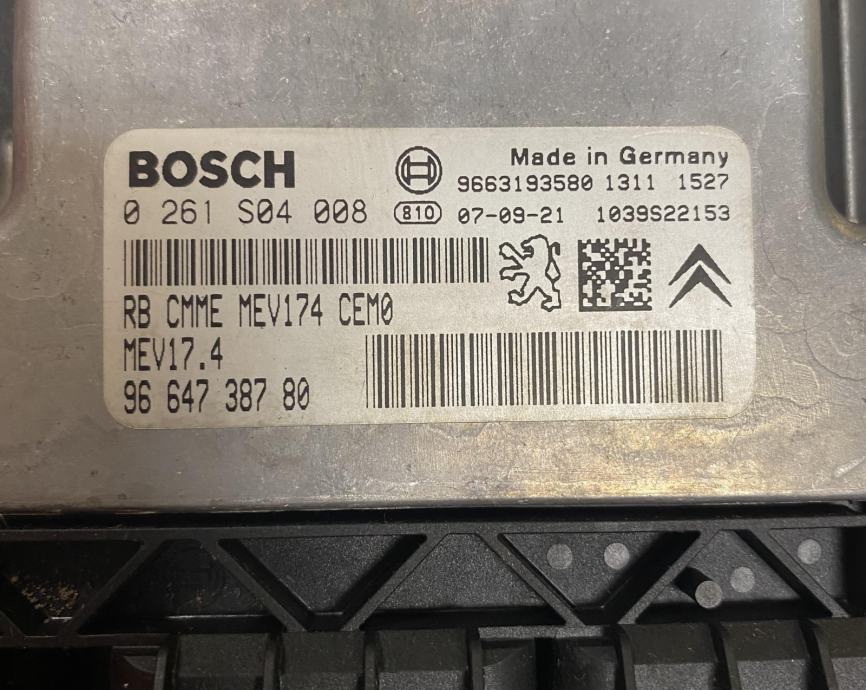 BOSCH
Made in Germany
9663193580 1311 1527
0 261 S04 008 810 07-09-21 1039S22153
RB CMME MEV174 CEM0
MEV17.4
96 647 387 80